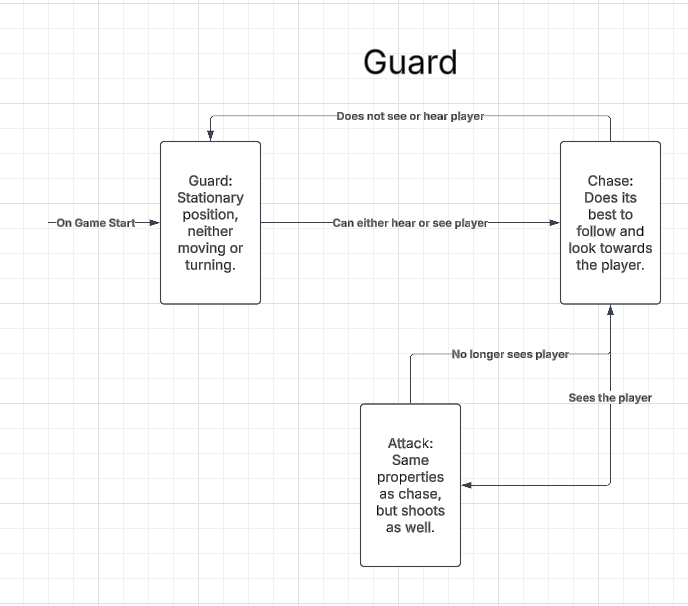 Guard
Does not see or hear player
Guard:
Stationary
position,
neither
moving or
turning.
Chase:
Does its
best to
follow and
look towards
the player.
On Game Start
Can either hear or see player
No longer sees player
Sees the player
Attack:
Same
properties
as chase,
but shoots
as well.